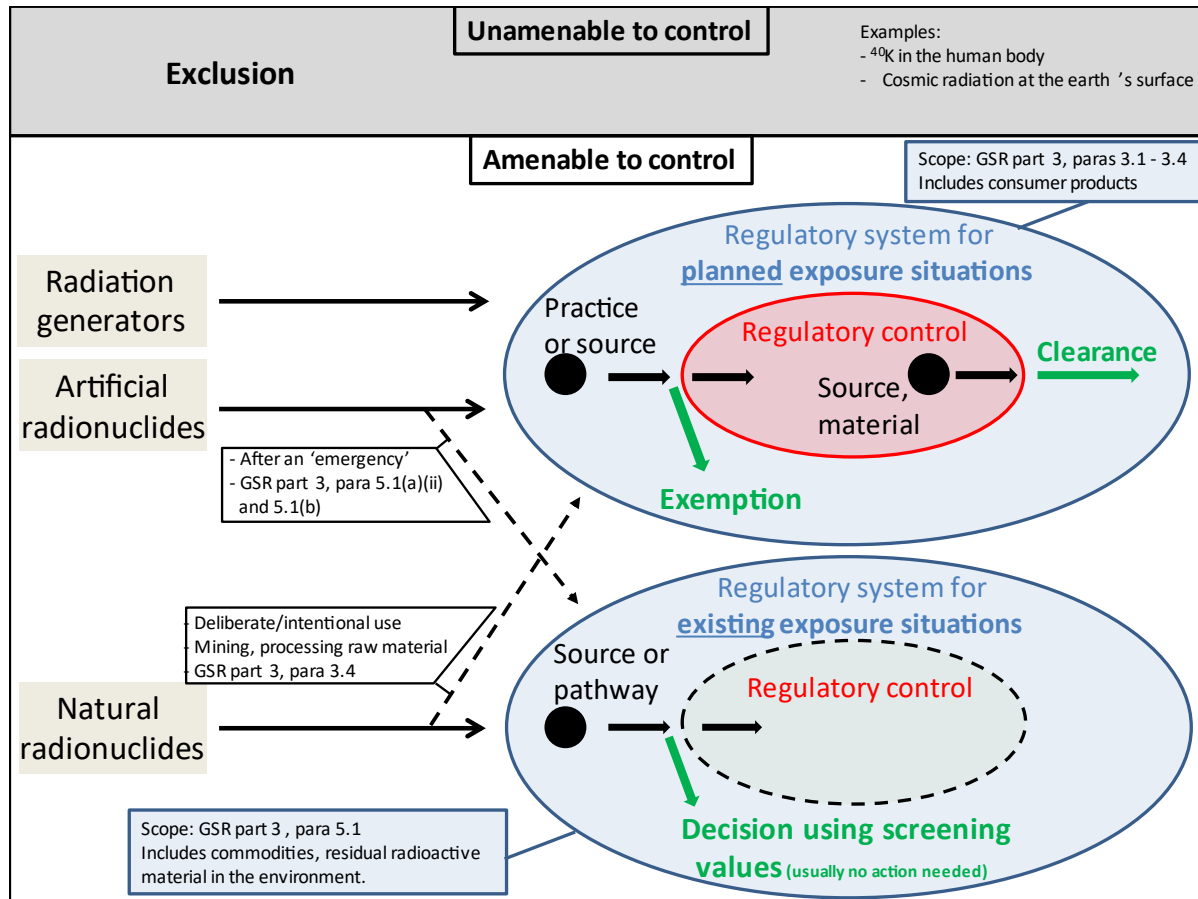 Unamenable to control
Exclusion
Examples:
- ⁴⁰K in the human body
- Cosmic radiation at the earth 's surface
Amenable to control
Scope: GSR part 3, paras 3.1 - 3.4
Includes consumer products
Regulatory system for
planned exposure situations
Radiation
generators
Practice
or source
Regulatory control
Clearance
Source,
material
Artificial
radionuclides
- After an 'emergency'
- GSR part 3, para 5.1(a)(ii)
and 5.1(b)
Exemption
Regulatory system for
existing exposure situations
- Deliberate/intentional use
- Mining, processing raw material
- GSR part 3, para 3.4
Source or
pathway
Regulatory control
Natural
radionuclides
Scope: GSR part 3 , para 5.1
Includes commodities, residual radioactive
material in the environment.
Decision using screening
values (usually no action needed)